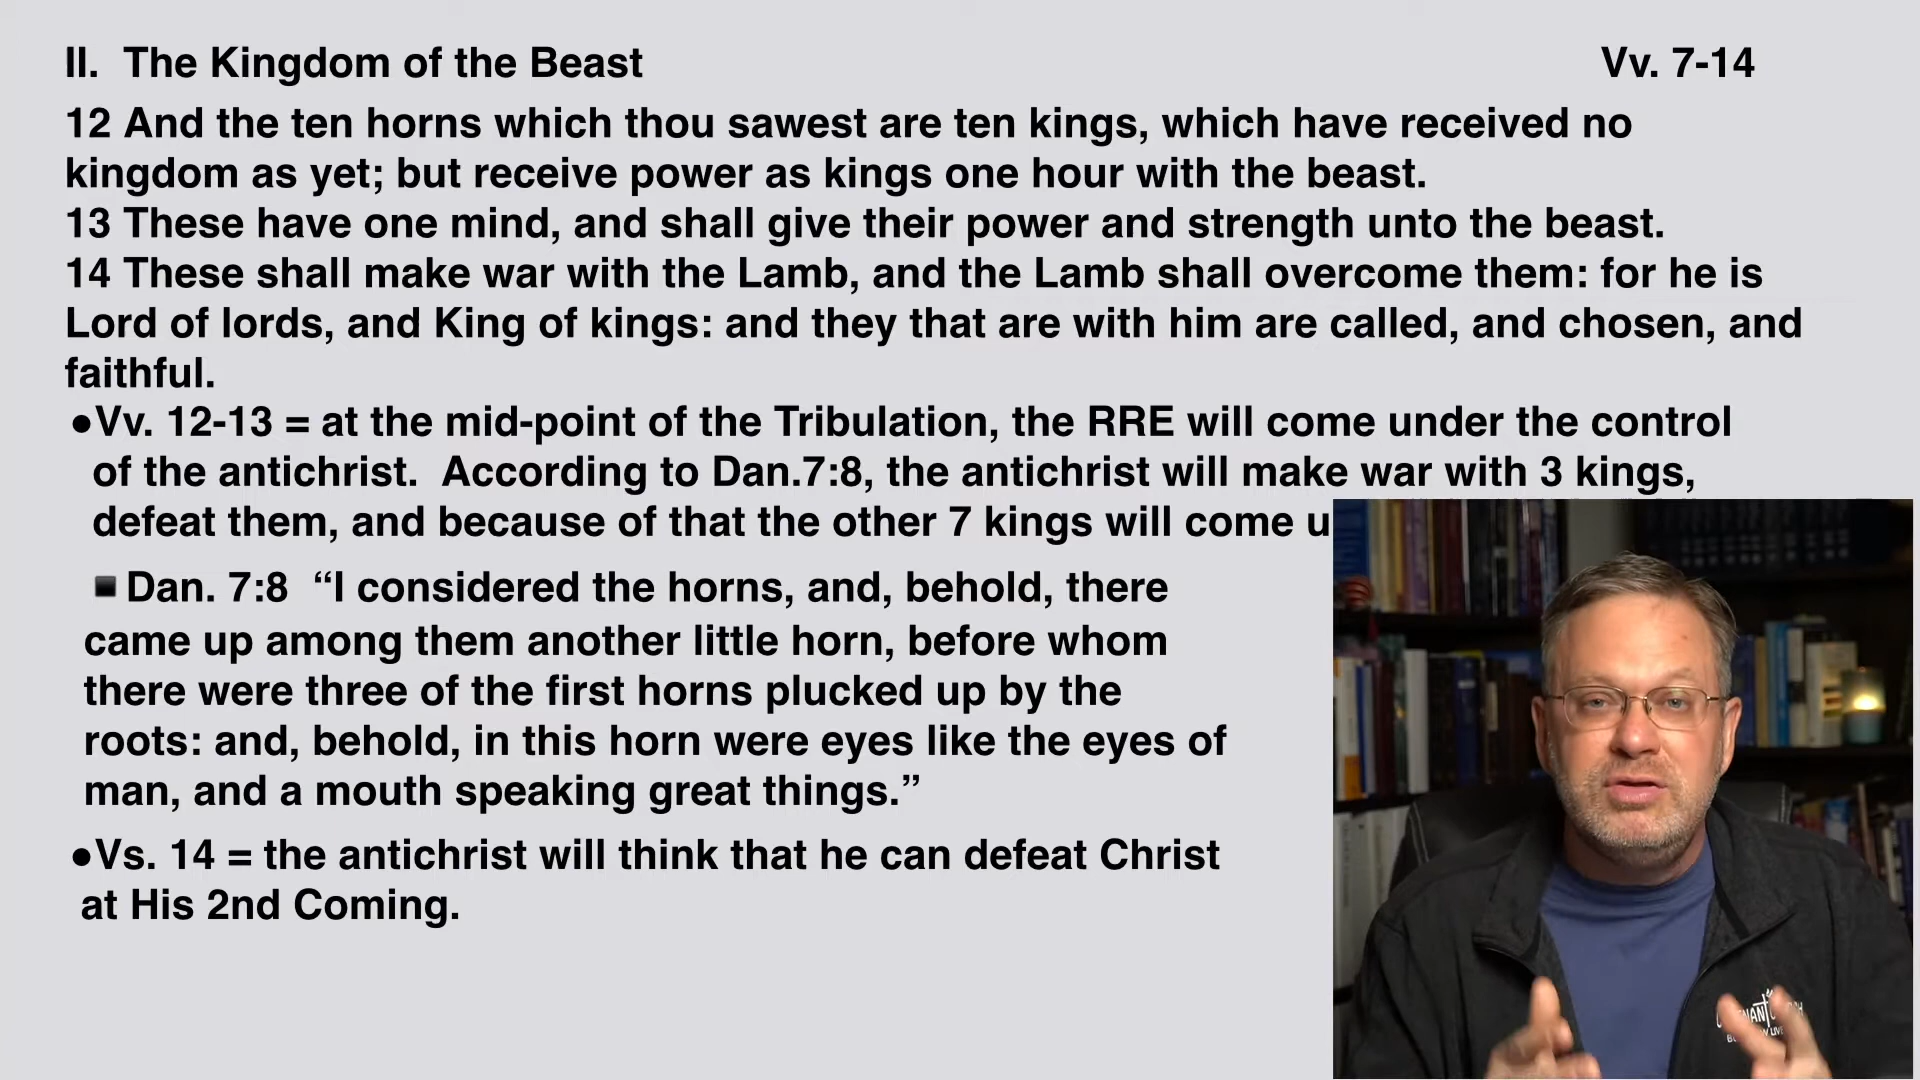 II. The Kingdom of the Beast Vv. 7-14
12 And the ten horns which thou sawest are ten kings, which have received no
kingdom as yet; but receive power as kings one hour with the beast.
13 These have one mind, and shall give their power and strength unto the beast.
14 These shall make war with the Lamb, and the Lamb shall overcome them: for he is
Lord of lords, and King of kings: and they that are with him are called, and chosen, and
faithful.
●Vv. 12-13 = at the mid-point of the Tribulation, the RRE will come under the control
of the antichrist. According to Dan.7:8, the antichrist will make war with 3 kings,
defeat them, and because of that the other 7 kings will come
▪Dan. 7:8 “I considered the horns, and, behold, there
came up among them another little horn, before whom
there were three of the first horns plucked up by the
roots: and, behold, in this horn were eyes like the eyes of
man, and a mouth speaking great things.”
●Vs. 14 = the antichrist will think that he can defeat Christ
at His 2nd Coming.